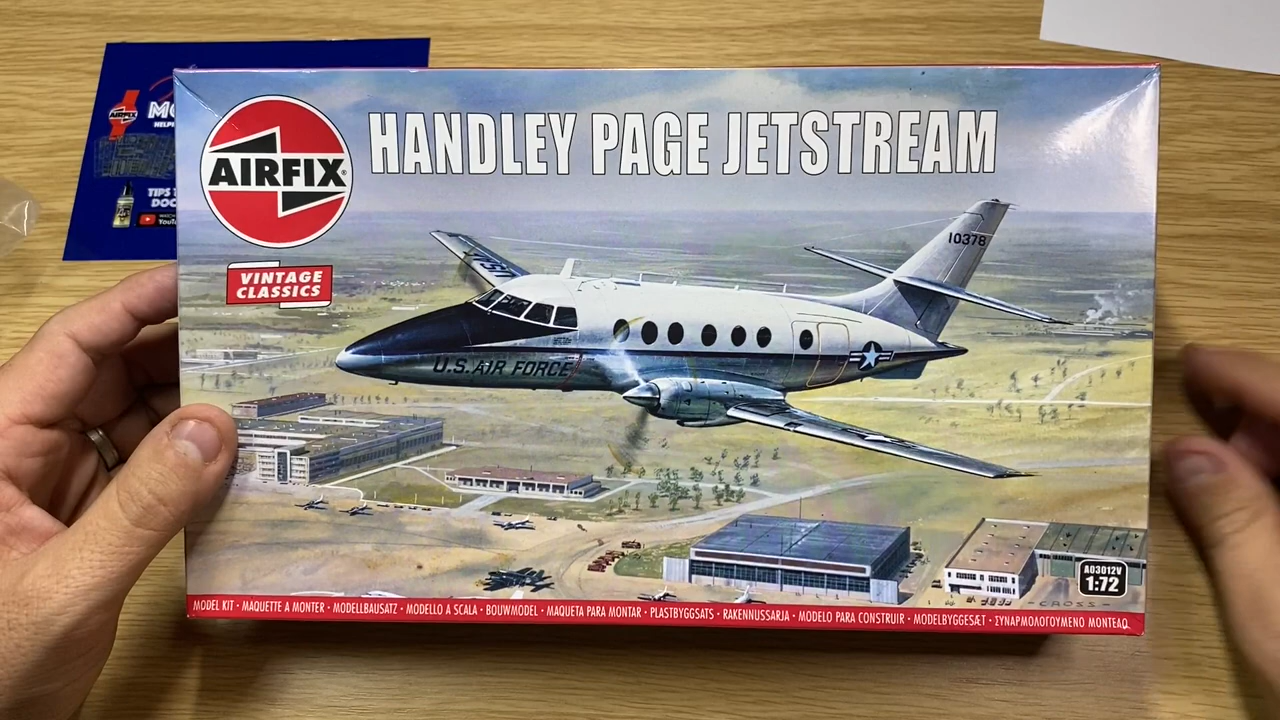 HANDLEY PAGE JETSTREAM
AIRFIX
VINTAGE
CLASSICS
10378
U.S. AIR FORCE
A03012V
1:72
CROSS
MODEL KIT • MAQUETTE A MONTER • MODELLBAUSATZ • MODELLO A SCALA • BOUWMODEL • MAQUETA PARA MONTAR • PLASTBYGGSATS • RAKENNUSSARJA • MODELO PARA CONSTRUIR • MODELBYGGESÆT • ΣΥΝΑΡΜΟΛΟΓΟΥΜΕΝΟ ΜΟΝΤΕΛΟ
AIRFIX
TIPS